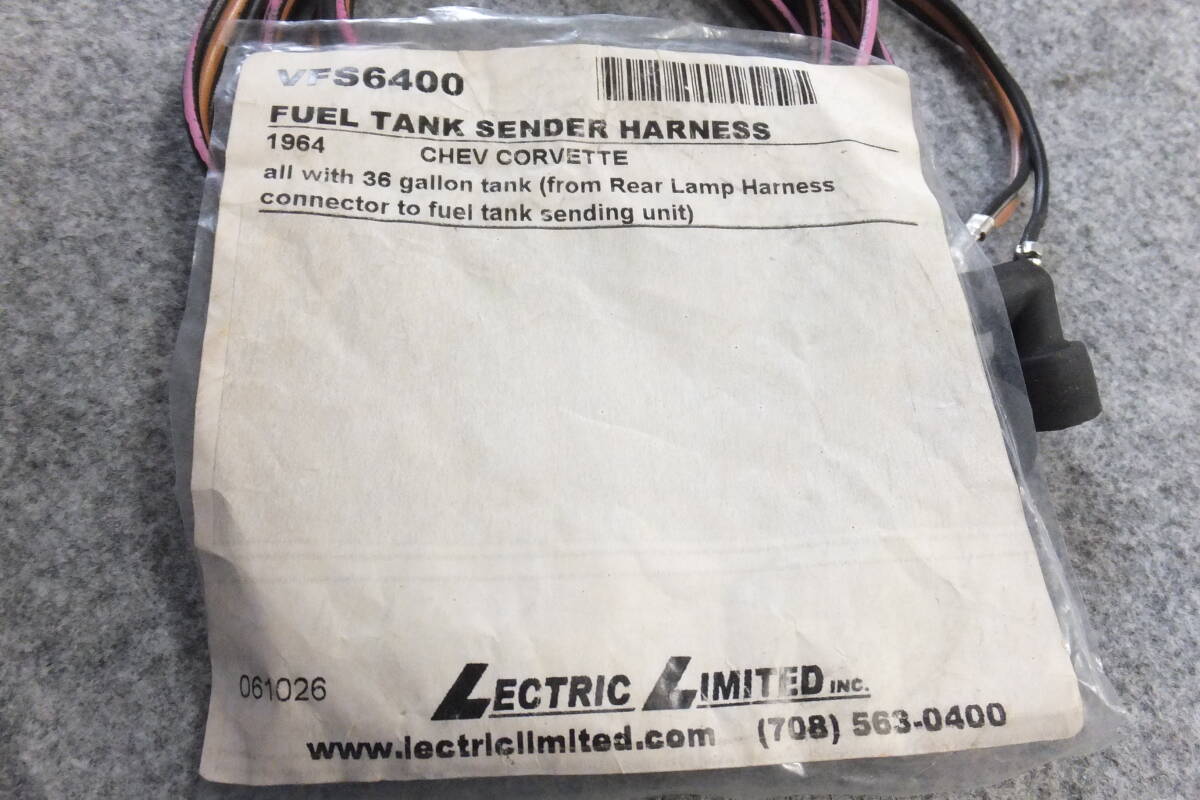 VFS6400
FUEL TANK SENDER HARNESS
1964 CHEV CORVETTE
all with 36 gallon tank (from Rear Lamp Harness
connector to fuel tank sending unit)
061026 LECTRIC LIMITED INC.
www.lectriclimited.com (708) 563-0400